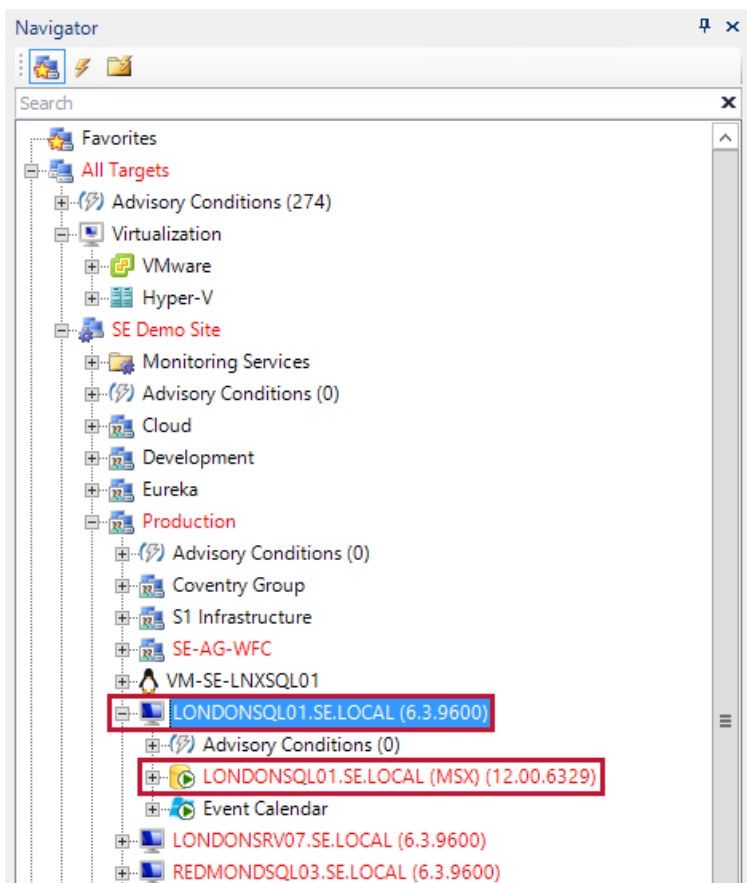 Navigator
Search
Favorites
All Targets
Advisory Conditions (274)
Virtualization
VMware
Hyper-V
SE Demo Site
Monitoring Services
Advisory Conditions (0)
Cloud
Development
Eureka
Production
Advisory Conditions (0)
Coventry Group
S1 Infrastructure
SE-AG-WFC
VM-SE-LNXSQL01
LONDONSQL01.SE.LOCAL (6.3.9600)
Advisory Conditions (0)
LONDONSQL01.SE.LOCAL (MSX) (12.00.6329)
Event Calendar
LONDONSRV07.SE.LOCAL (6.3.9600)
REDMONDSQL03.SE.LOCAL (6.3.9600)